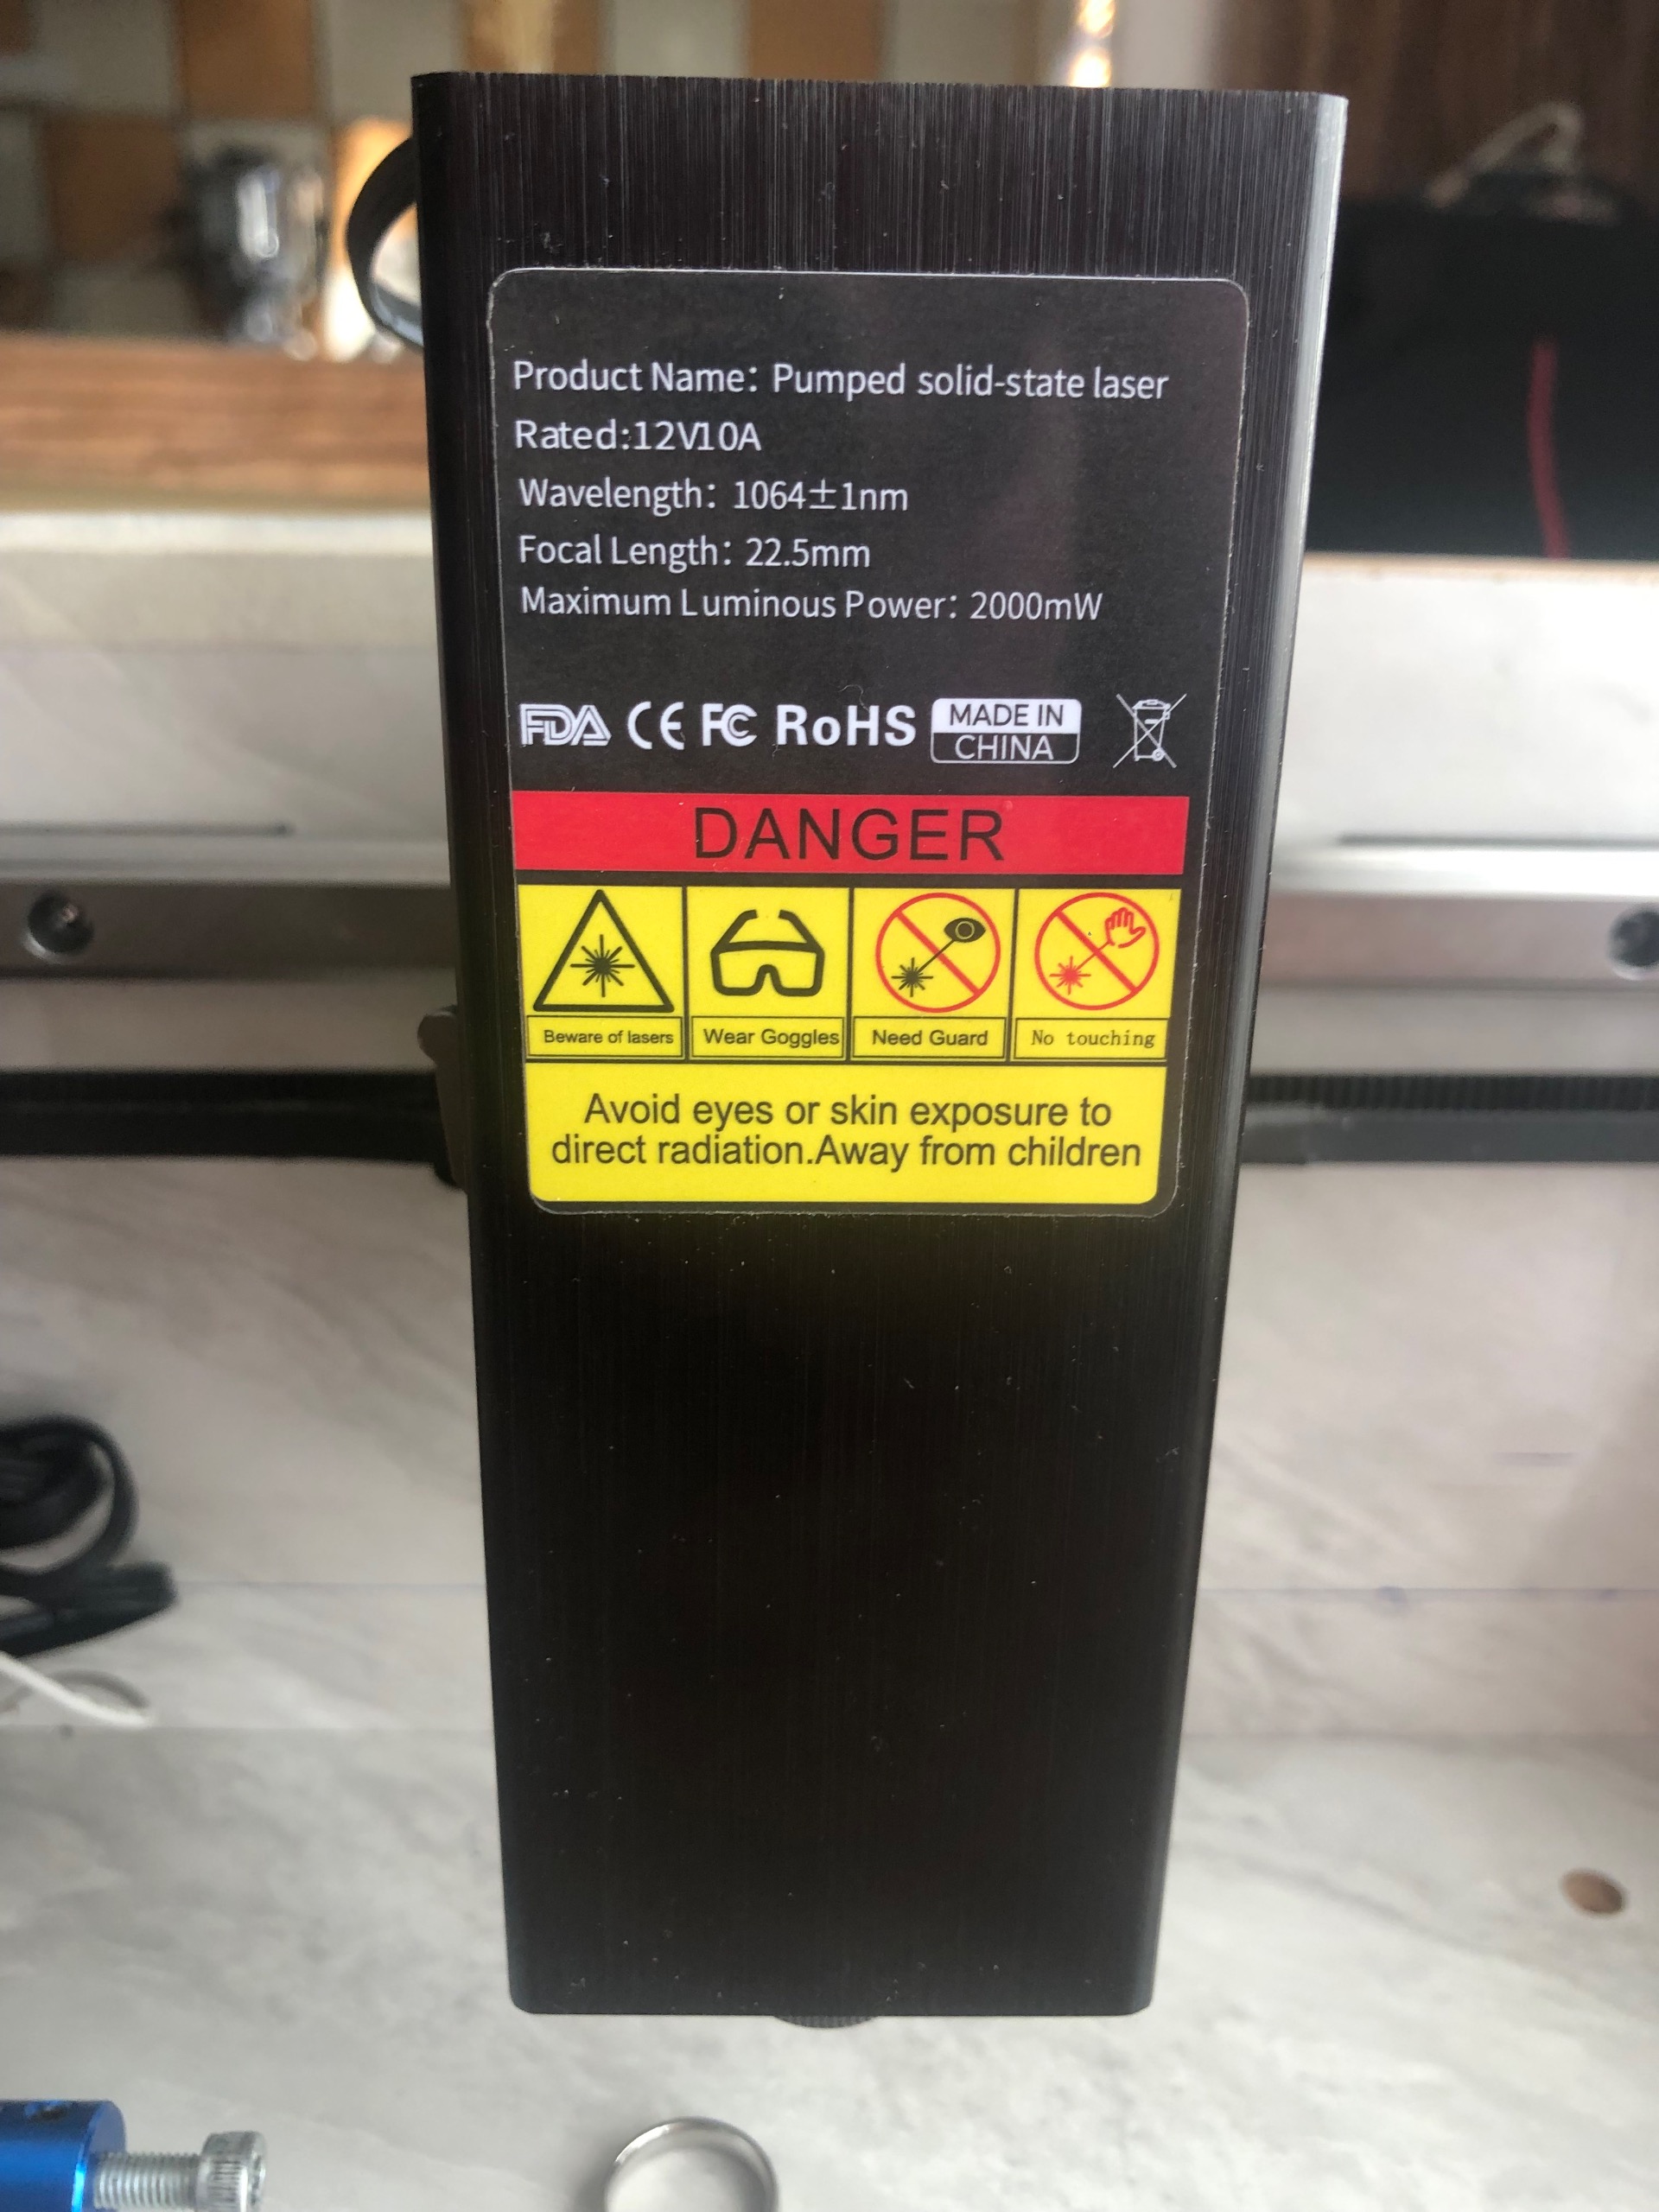 Product Name: Pumped solid-state laser
Rated:12V10A
Wavelength: 1064±1nm
Focal Length: 22.5mm
Maximum Luminous Power: 2000mW
FDA CE FC RoHS MADE IN CHINA
DANGER
Beware of lasers Wear Goggles Need Guard No touching
Avoid eyes or skin exposure to
direct radiation.Away from children